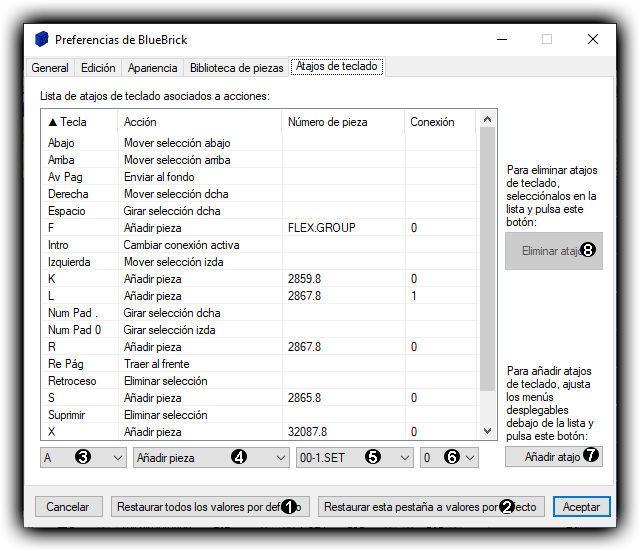 Preferencias de BlueBrick
General Edición Apariencia Biblioteca de piezas Atajos de teclado
Lista de atajos de teclado asociados a acciones:
▲ Tecla Acción Número de pieza Conexión
Abajo Mover selección abajo
Arriba Mover selección arriba
Av Pag Enviar al fondo
Derecha Mover selección dcha
Espacio Girar selección dcha
F Añadir pieza FLEX.GROUP 0
Intro Cambiar conexión activa
Izquierda Mover selección izda
K Añadir pieza 2859.8 0
L Añadir pieza 2867.8 1
Num Pad . Girar selección dcha
Num Pad 0 Girar selección izda
R Añadir pieza 2867.8 0
Re Pág Traer al frente
Retroceso Eliminar selección
S Añadir pieza 2865.8 0
Suprimir Eliminar selección
X Añadir pieza 32087.8 0
Para eliminar atajos
de teclado,
selecciónalos en la
lista y pulsa este
botón:
Eliminar atajo 8
Para añadir atajos
de teclado, ajusta
los menús
desplegables
debajo de la lista y
pulsa este botón:
A 3 Añadir pieza 4 00-1.SET 5 0 6 Añadir atajo 7
Cancelar Restaurar todos los valores por defecto 1 Restaurar esta pestaña a valores por defecto 2 Aceptar